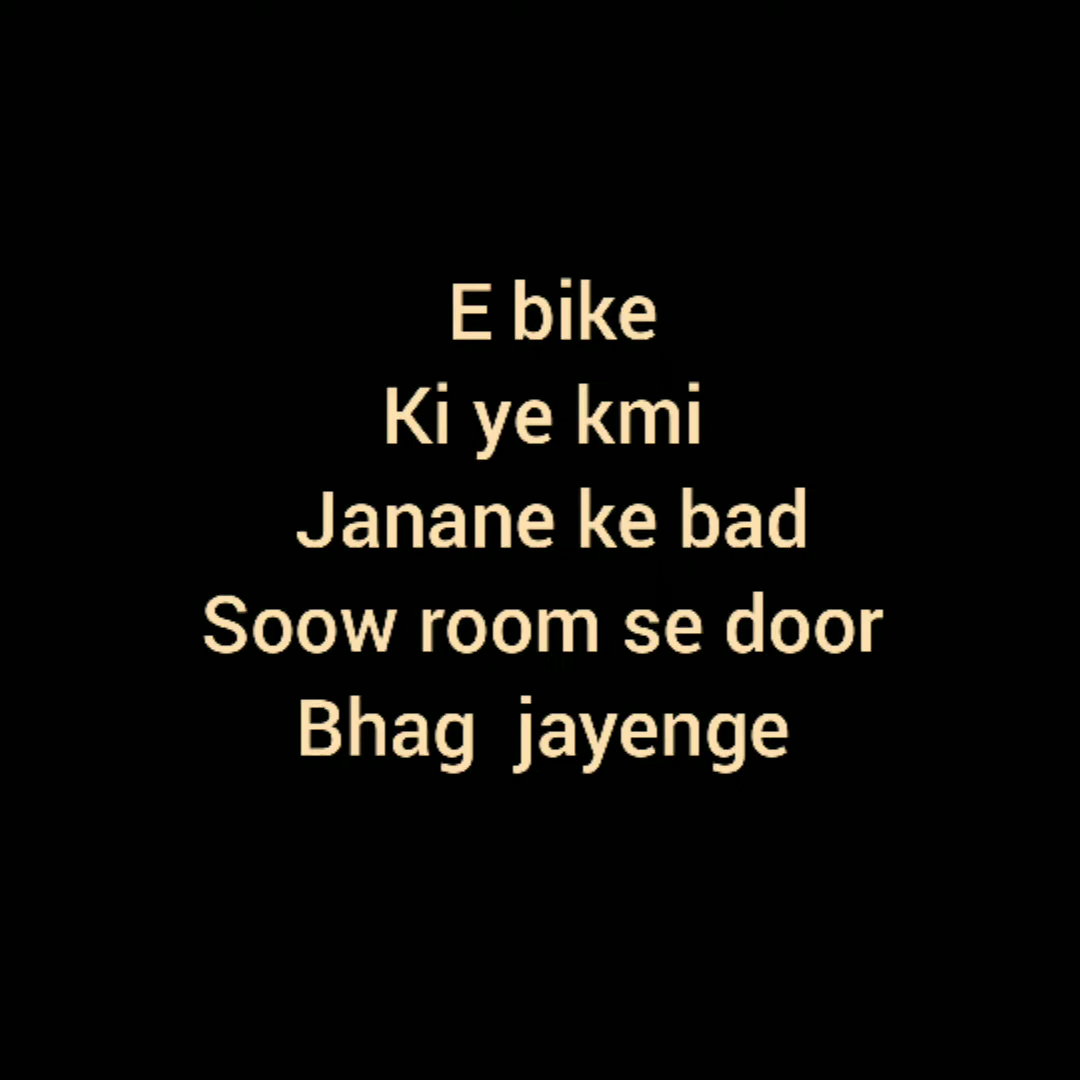 E bike
Ki ye kmi
Janane ke bad
Soow room se door
Bhag  jayenge